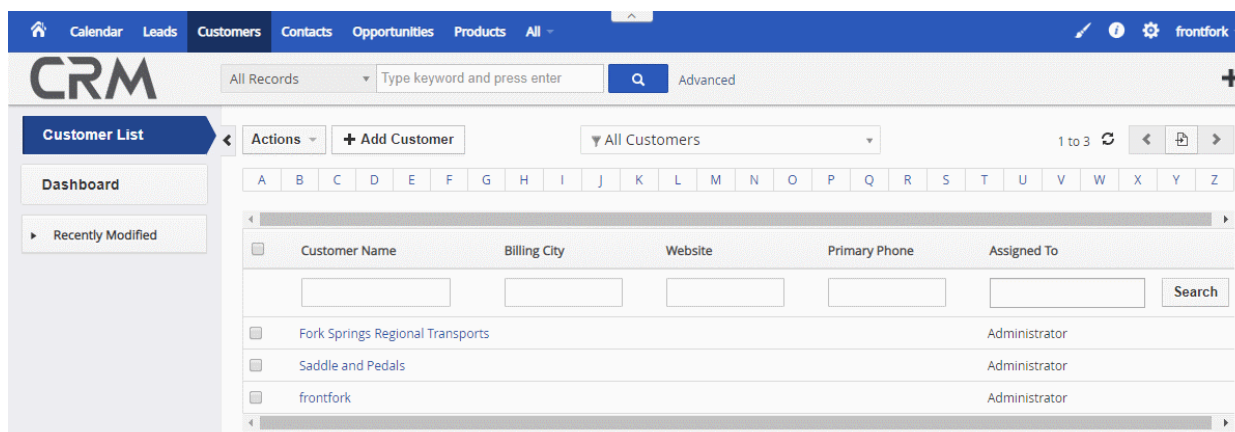 Calendar Leads Customers Contacts Opportunities Products All frontfork
CRM All Records Type keyword and press enter Advanced
Customer List Actions + Add Customer All Customers 1 to 3
Dashboard A B C D E F G H I J K L M N O P Q R S T U V W X Y Z
Recently Modified
Customer Name Billing City Website Primary Phone Assigned To
Search
Fork Springs Regional Transports Administrator
Saddle and Pedals Administrator
frontfork Administrator